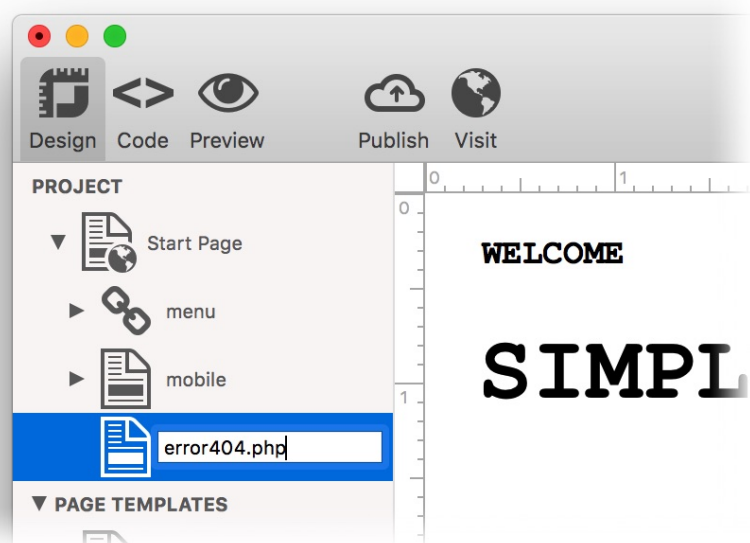 Design Code Preview Publish Visit
PROJECT
Start Page
menu
mobile
error404.php
PAGE TEMPLATES
0 1
0
1
WELCOME
SIMPL